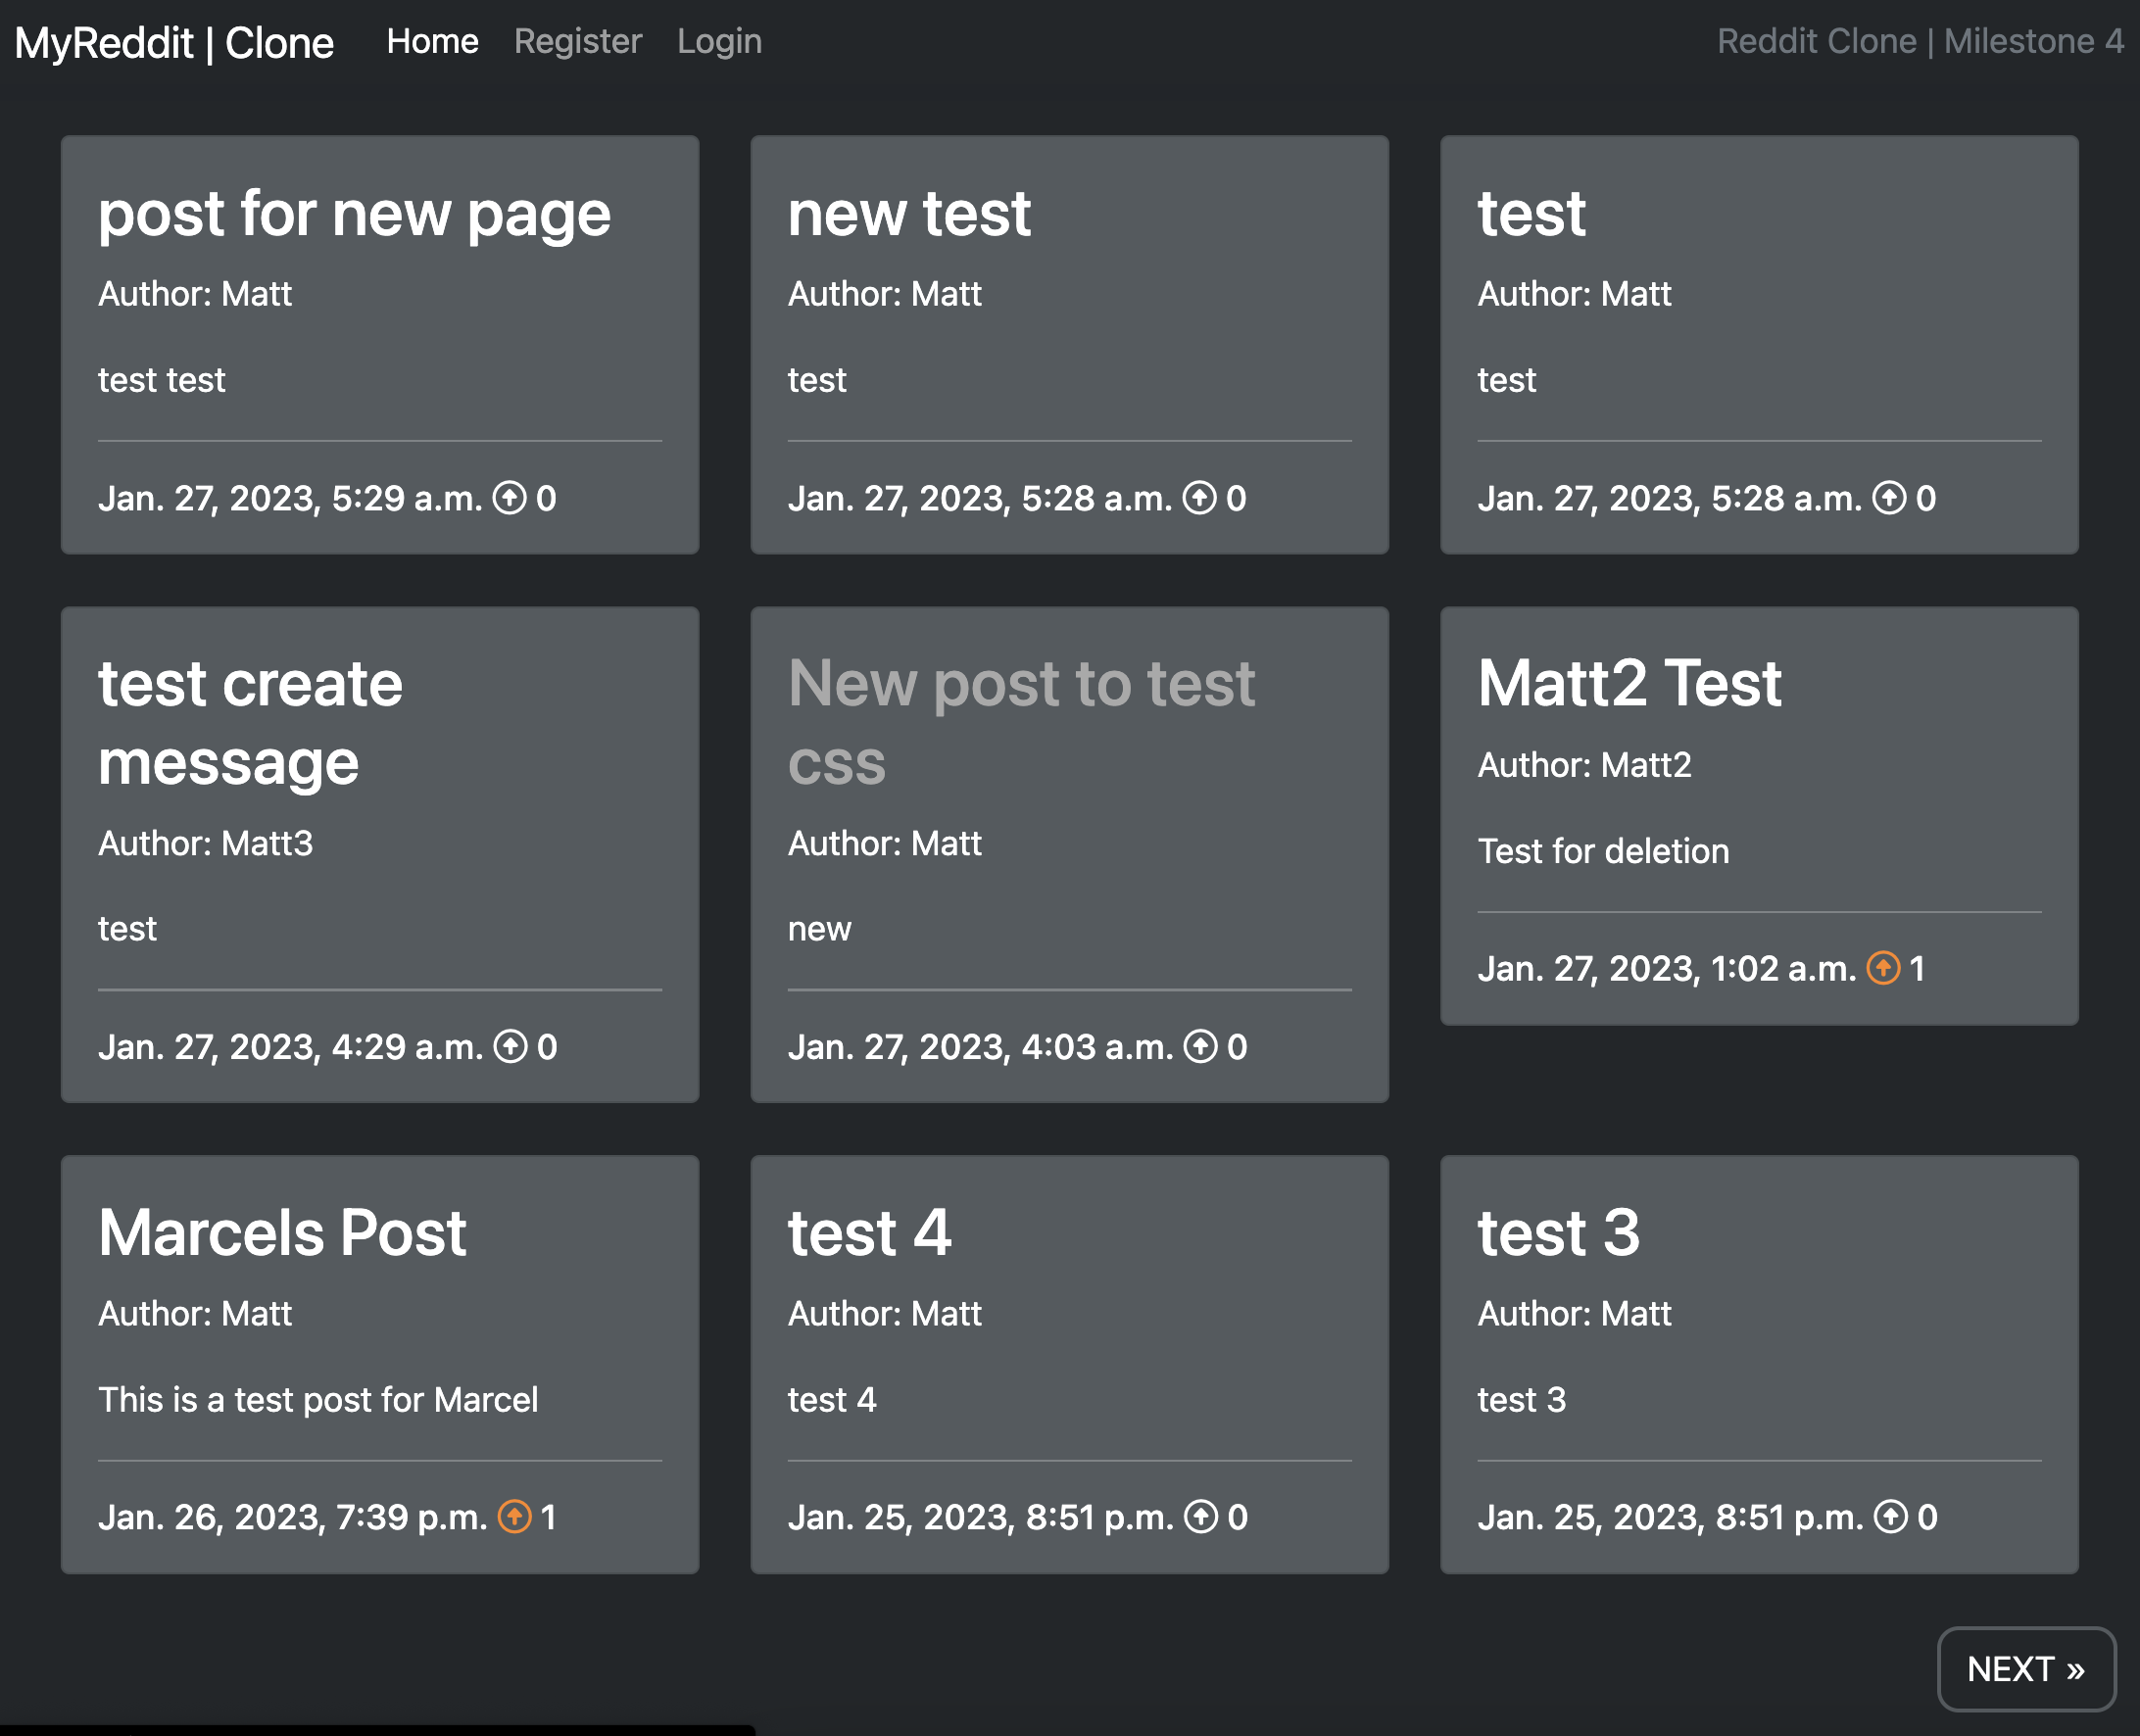 MyReddit | Clone Home Register Login Reddit Clone | Milestone 4
post for new page
Author: Matt
test test
Jan. 27, 2023, 5:29 a.m. 0
new test
Author: Matt
test
Jan. 27, 2023, 5:28 a.m. 0
test
Author: Matt
test
Jan. 27, 2023, 5:28 a.m. 0
test create
message
Author: Matt3
test
Jan. 27, 2023, 4:29 a.m. 0
New post to test
css
Author: Matt
new
Jan. 27, 2023, 4:03 a.m. 0
Matt2 Test
Author: Matt2
Test for deletion
Jan. 27, 2023, 1:02 a.m. 1
Marcels Post
Author: Matt
This is a test post for Marcel
Jan. 26, 2023, 7:39 p.m. 1
test 4
Author: Matt
test 4
Jan. 25, 2023, 8:51 p.m. 0
test 3
Author: Matt
test 3
Jan. 25, 2023, 8:51 p.m. 0
NEXT »